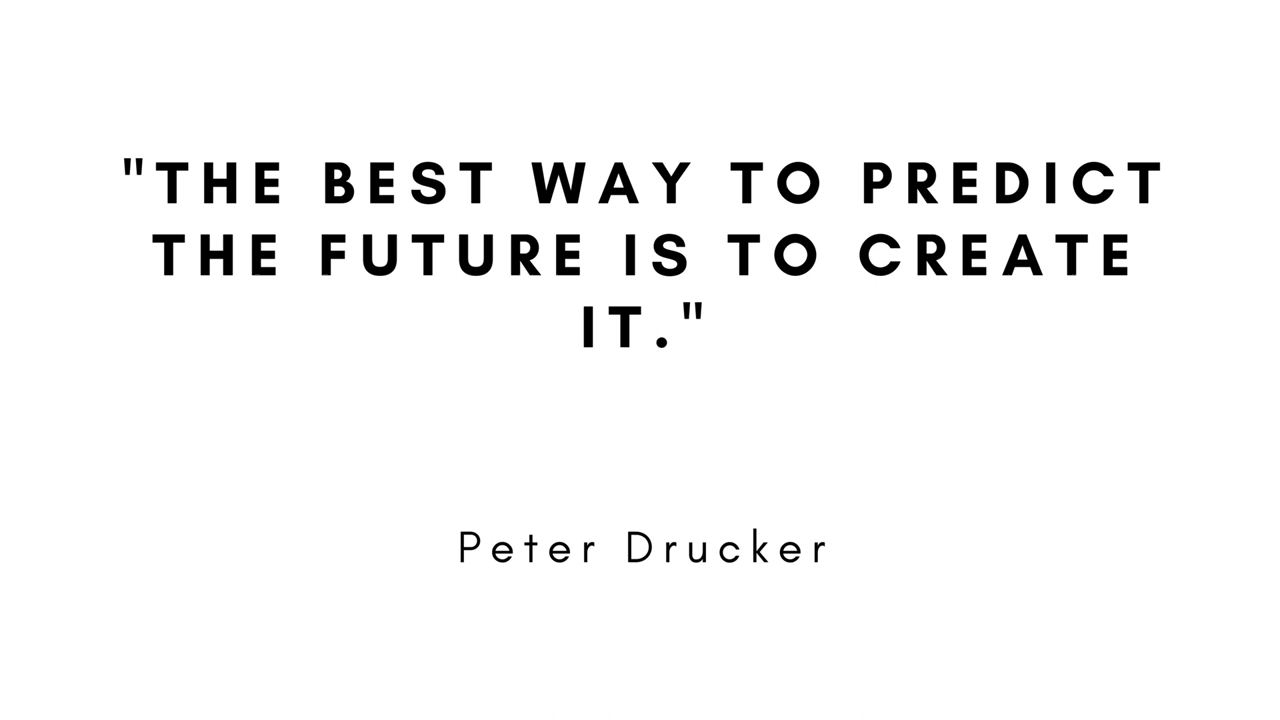 "THE BEST WAY TO PREDICT
THE FUTURE IS TO CREATE
IT."
Peter Drucker